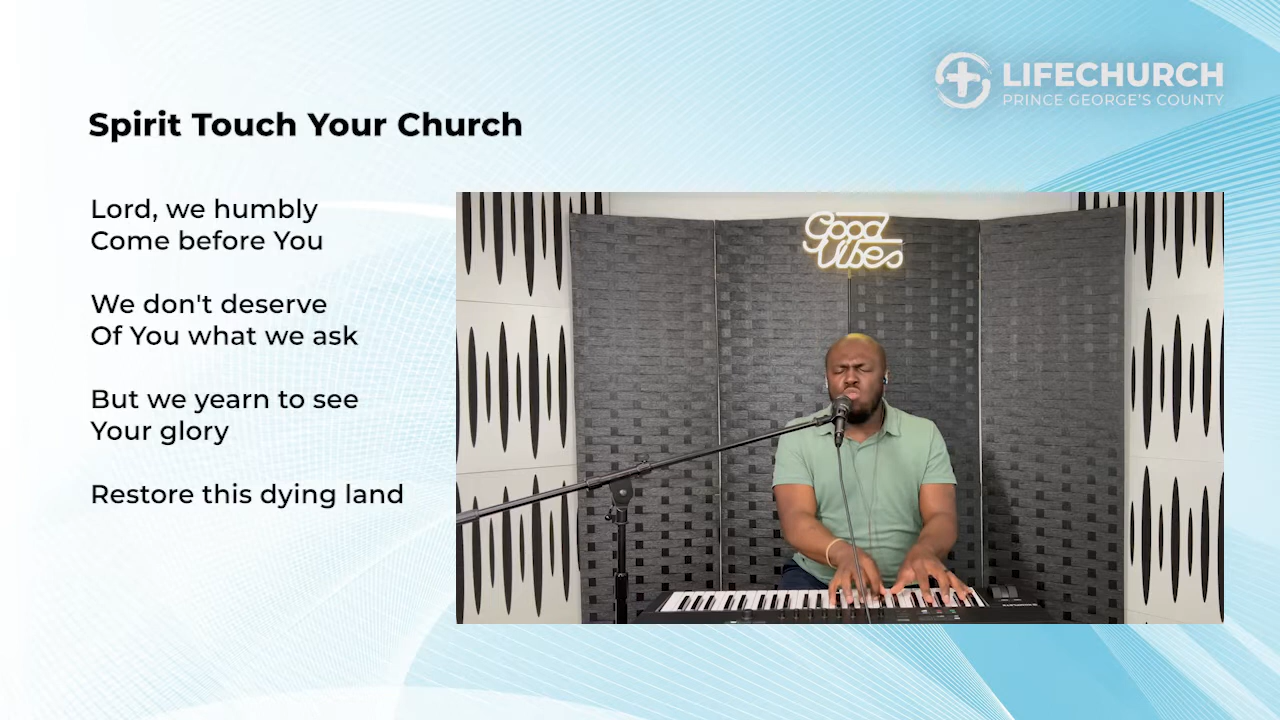 LIFECHURCH
PRINCE GEORGE'S COUNTY
Spirit Touch Your Church
Lord, we humbly
Come before You
We don't deserve
Of You what we ask
But we yearn to see
Your glory
Restore this dying land
Good
Vibes